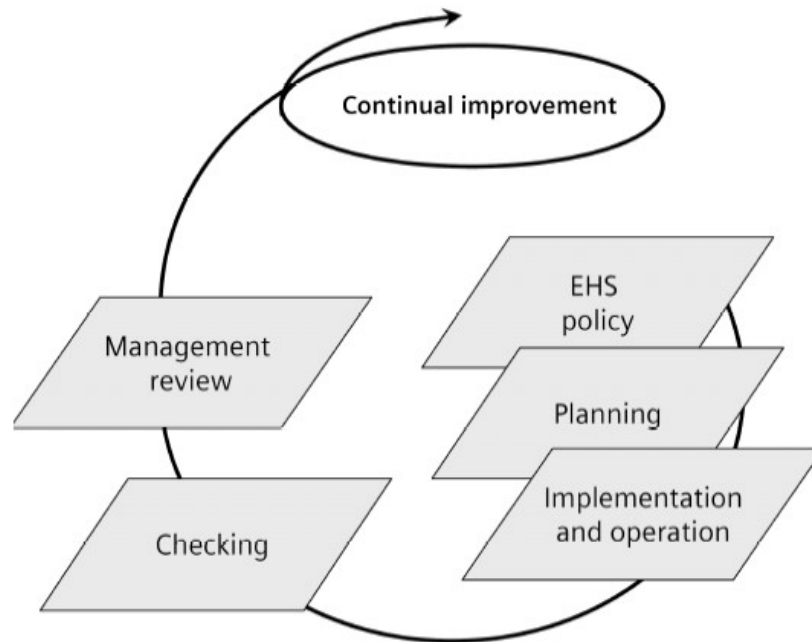 Continual improvement
EHS
policy
Planning
Implementation
and operation
Checking
Management
review